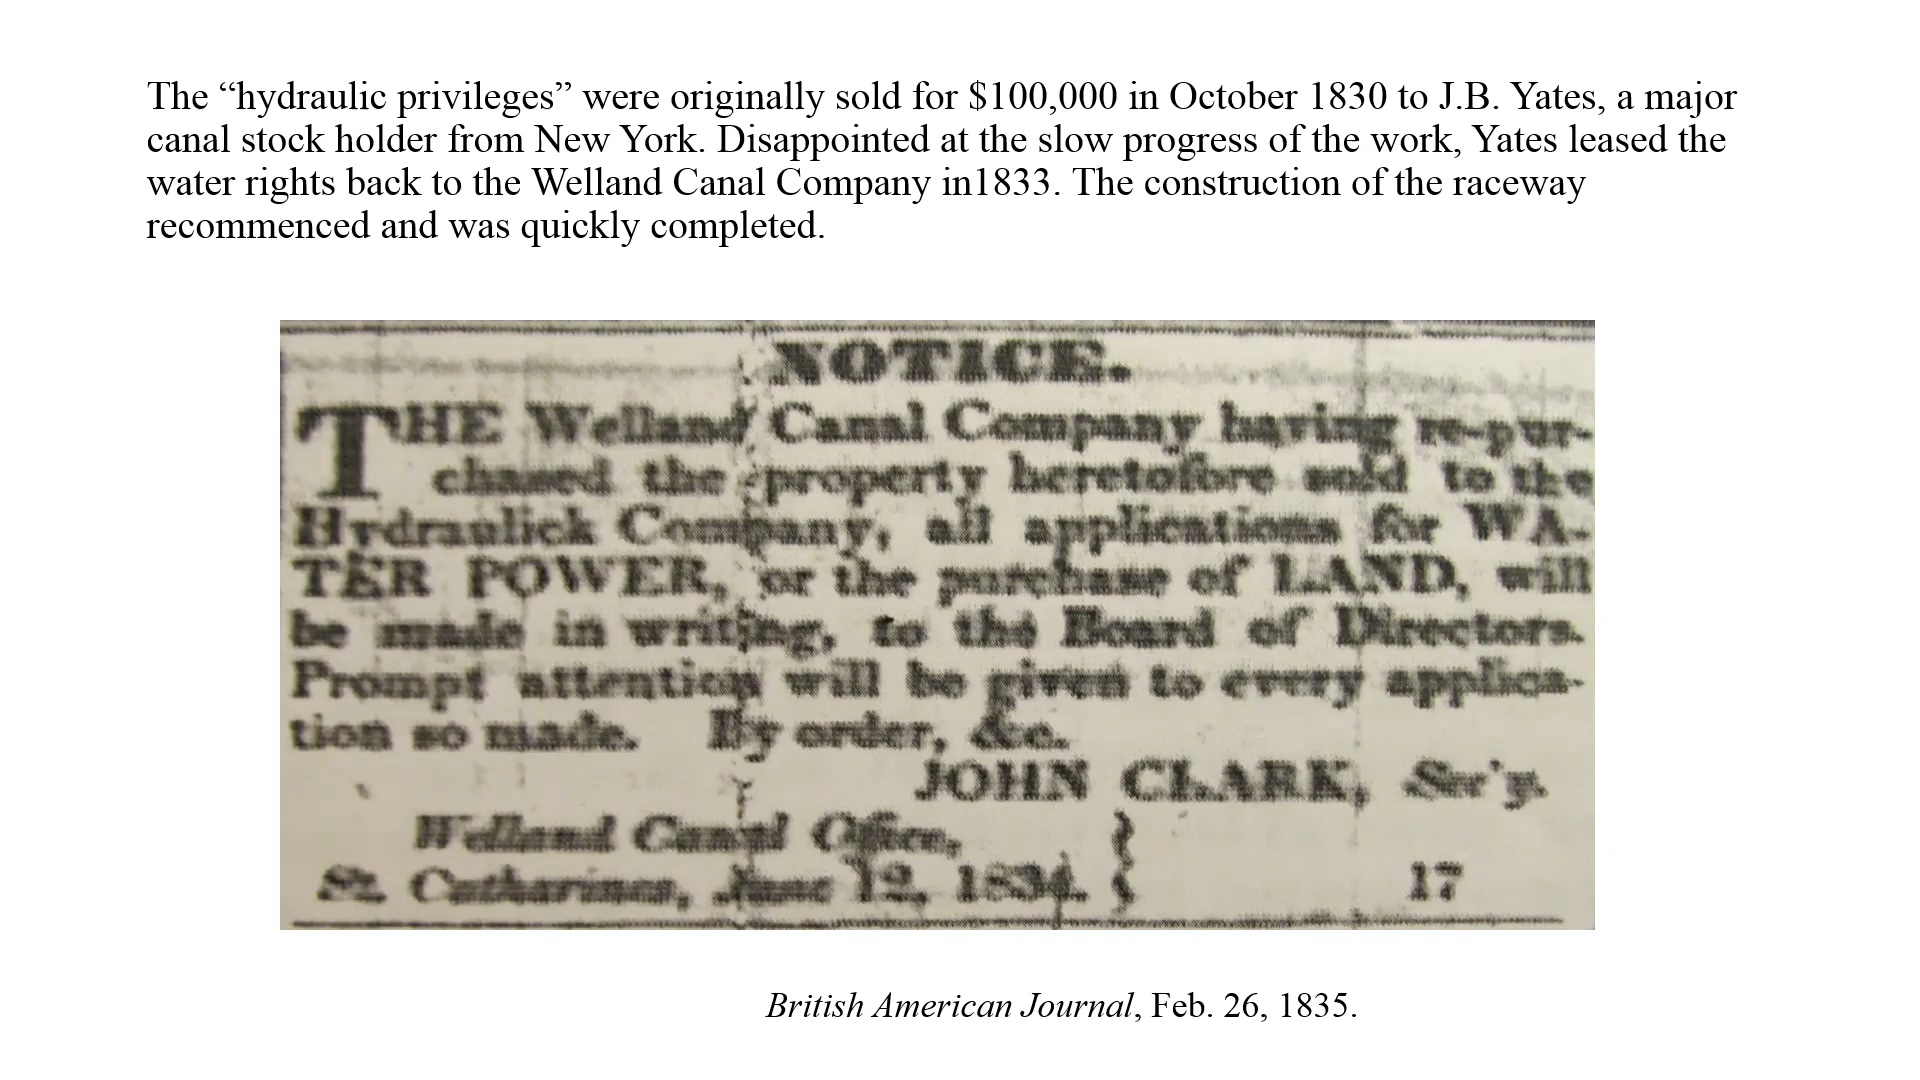 The “hydraulic privileges” were originally sold for $100,000 in October 1830 to J.B. Yates, a major
canal stock holder from New York. Disappointed at the slow progress of the work, Yates leased the
water rights back to the Welland Canal Company in1833. The construction of the raceway
recommenced and was quickly completed.
NOTICE.
THE Welland Canal Company having re-pur-
chased the property heretofore sold to the
Hydraulick Company, all applications for WA-
TER POWER, or the purchase of LAND, will
be made in writing, to the Board of Directors.
Prompt attention will be given to every applica-
tion so made. By order, &c.
JOHN CLARK, Sec'y.
Welland Canal Office,
St. Catharines, June 12, 1834.
17
British American Journal, Feb. 26, 1835.